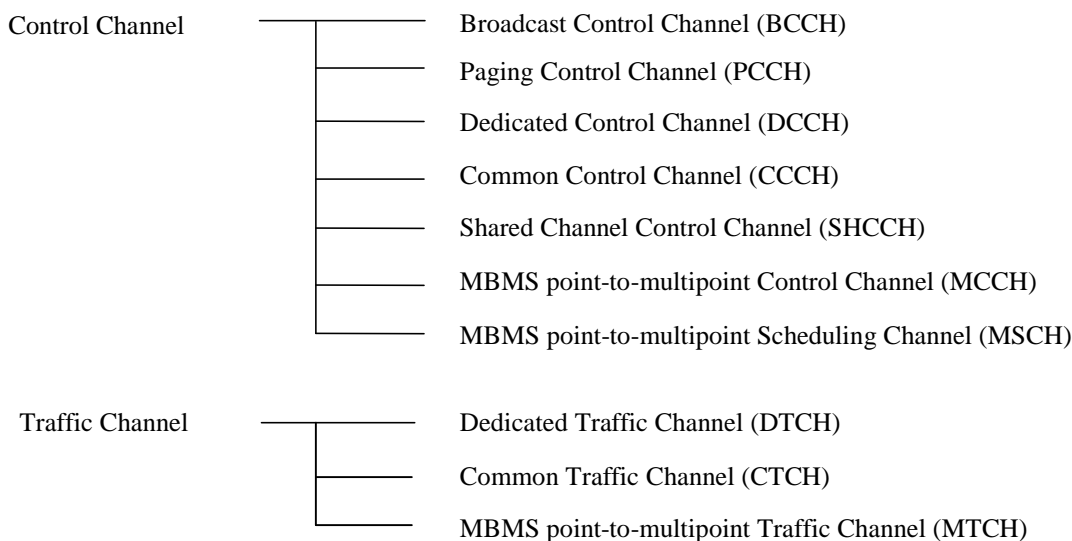 Control Channel
Broadcast Control Channel (BCCH)
Paging Control Channel (PCCH)
Dedicated Control Channel (DCCH)
Common Control Channel (CCCH)
Shared Channel Control Channel (SHCCH)
MBMS point-to-multipoint Control Channel (MCCH)
MBMS point-to-multipoint Scheduling Channel (MSCH)
Traffic Channel
Dedicated Traffic Channel (DTCH)
Common Traffic Channel (CTCH)
MBMS point-to-multipoint Traffic Channel (MTCH)